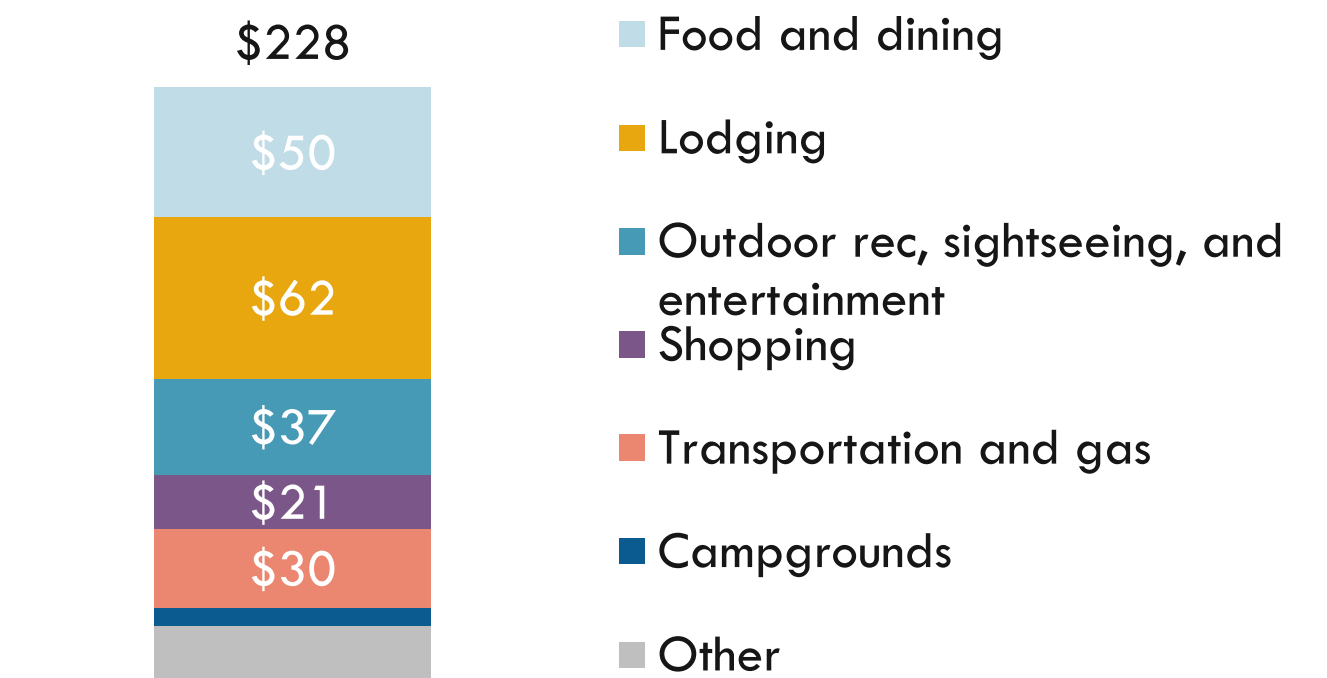 $228
$50
$62
$37
$21
$30
Food and dining
Lodging
Outdoor rec, sightseeing, and
entertainment
Shopping
Transportation and gas
Campgrounds
Other